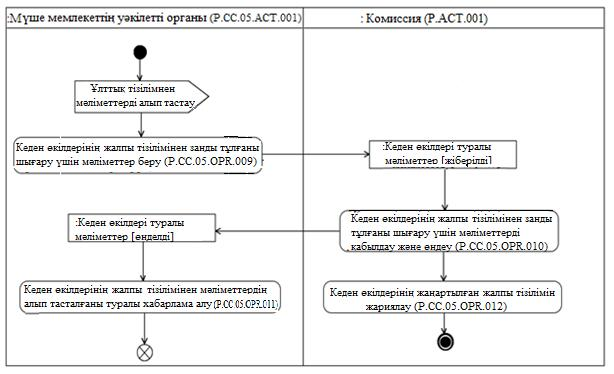 :Мүше мемлекеттің уәкілетті органы (P.CC.05.ACT.001)
: Комиссия (P.ACT.001)
Ұлттық тізілімнен
мәліметтерді алып тастау
Кеден өкілдерінің жалпы тізілімінен заңды тұлғаны
шығару үшін мәліметтер беру (P.CC.05.OPR.009)
:Кеден өкілдері туралы
мәліметтер [жіберілді]
:Кеден өкілдері туралы
мәліметтер [өңделді]
Кеден өкілдерінің жалпы тізілімінен заңды
тұлғаны шығару үшін мәліметтерді
қабылдау және өңдеу (P.CC.05.OPR.010)
Кеден өкілдерінің жалпы тізілімінен мәліметтердің
алып тасталғаны туралы хабарлама алу (P.CC.05.OPR.011)
Кеден өкілдерінің жаңартылған жалпы тізілімін
жариялау (P.CC.05.OPR.012)